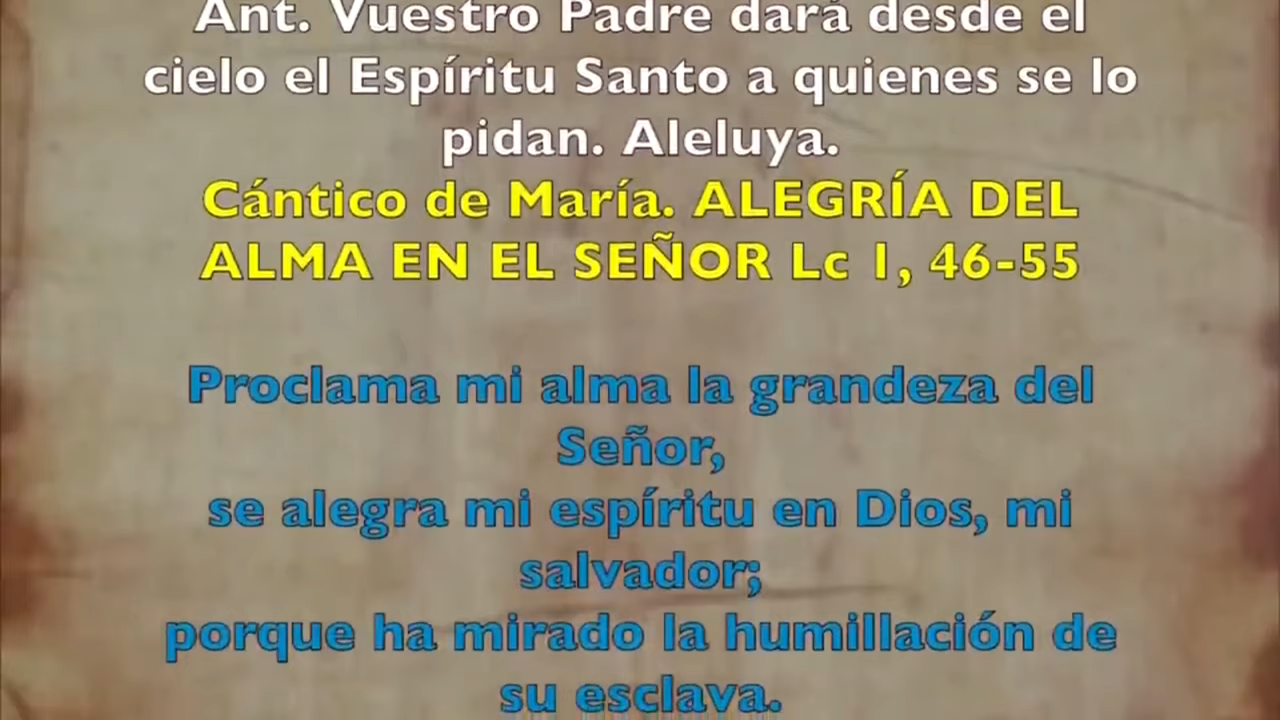 Ant. Vuestro Padre dará desde el
cielo el Espíritu Santo a quienes se lo
pidan. Aleluya.
Cántico de María. ALEGRÍA DEL
ALMA EN EL SEÑOR Lc 1, 46-55
Proclama mi alma la grandeza del
Señor,
se alegra mi espíritu en Dios, mi
salvador;
porque ha mirado la humillación de
su esclava.